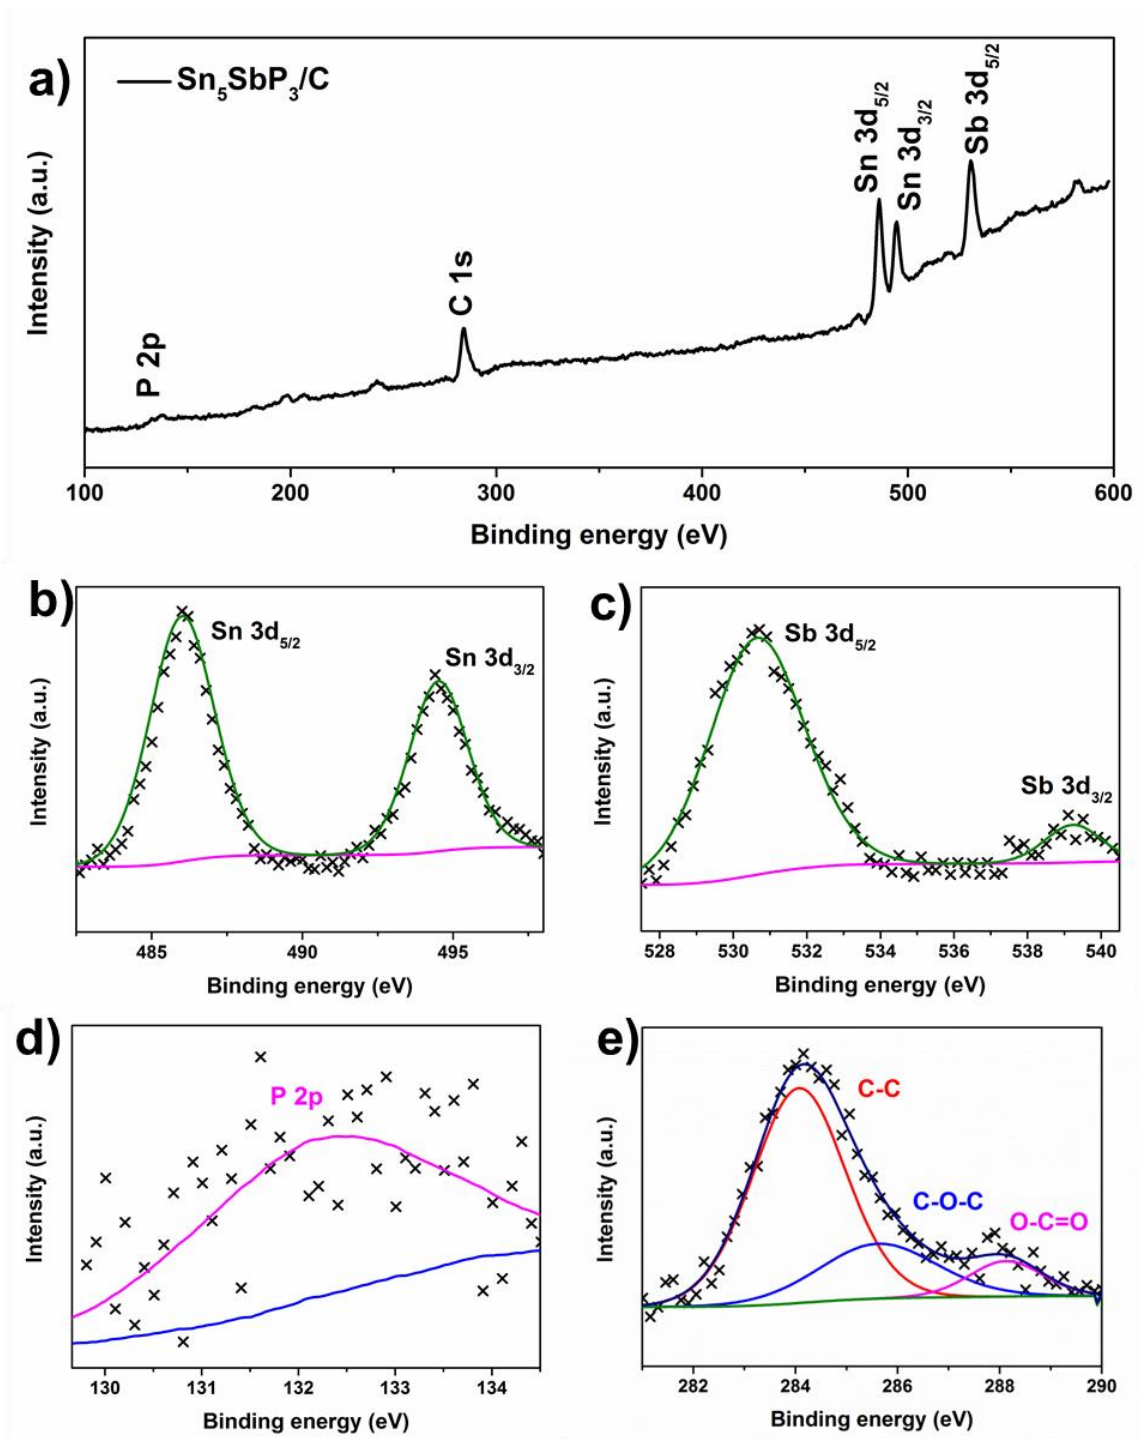 a)
Sn5SbP3/C
Intensity (a.u.)
P 2p
C 1s
Sn 3d5/2
Sn 3d3/2
Sb 3d5/2
100 200 300 400 500 600
Binding energy (eV)
b)
Sn 3d5/2
Sn 3d3/2
Intensity (a.u.)
485 490 495
Binding energy (eV)
c)
Sb 3d5/2
Sb 3d3/2
Intensity (a.u.)
528 530 532 534 536 538 540
Binding energy (eV)
d)
P 2p
Intensity (a.u.)
130 131 132 133 134
Binding energy (eV)
e)
C-C
C-O-C
O-C=O
Intensity (a.u.)
282 284 286 288 290
Binding energy (eV)